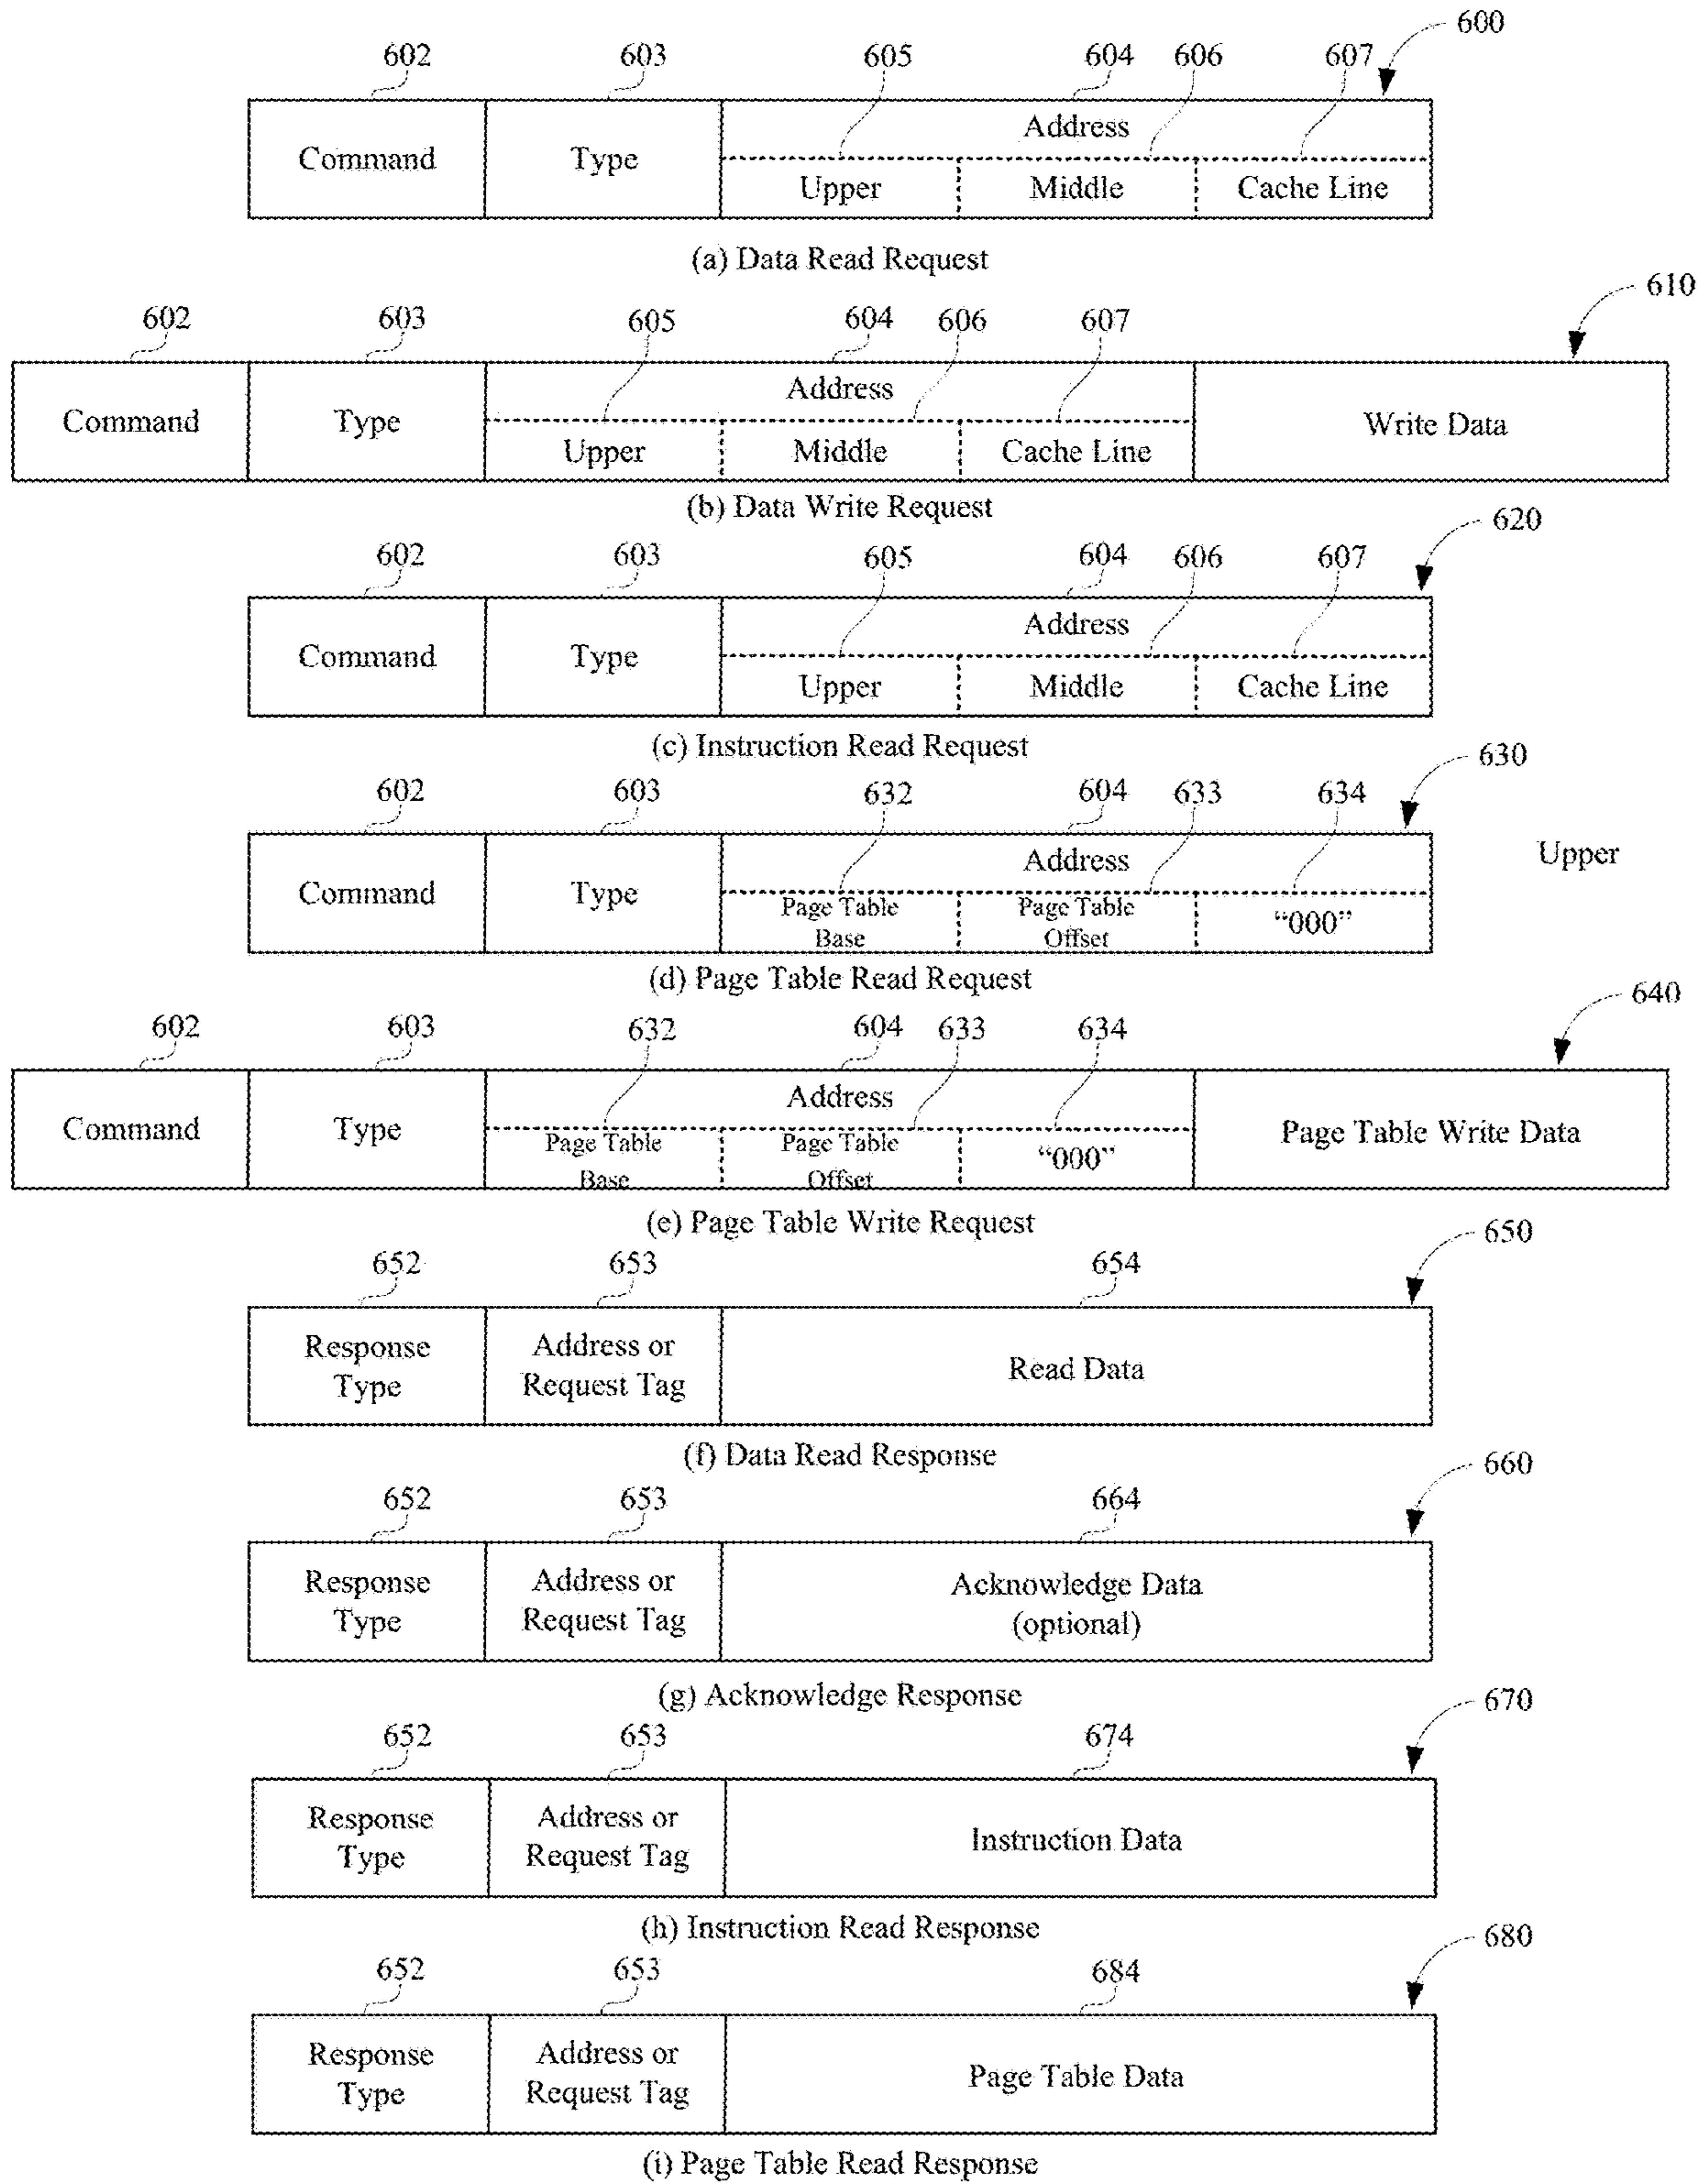 600
602 603 605 604 606 607
Command Type Address
Upper Middle Cache Line
(a) Data Read Request
610
602 603 605 604 606 607
Command Type Address Write Data
Upper Middle Cache Line
(b) Data Write Request
620
602 603 605 604 606 607
Command Type Address
Upper Middle Cache Line
(c) Instruction Read Request
630
602 603 632 604 633 634
Command Type Address Upper
Page Table Page Table "000"
Base Offset
(d) Page Table Read Request
640
602 603 632 604 633 634
Command Type Address Page Table Write Data
Page Table Page Table “000”
Base Offset
(e) Page Table Write Request
650
652 653 654
Response Address or Read Data
Type Request Tag
(f) Data Read Response
660
652 653 664
Response Address or Acknowledge Data
Type Request Tag (optional)
(g) Acknowledge Response
670
652 653 674
Response Address or Instruction Data
Type Request Tag
(h) Instruction Read Response
680
652 653 684
Response Address or Page Table Data
Type Request Tag
(i) Page Table Read Response